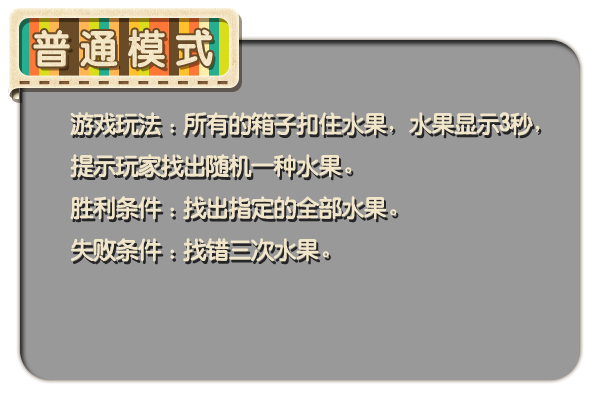 普通模式
游戏玩法：所有的箱子扣住水果，水果显示3秒，
提示玩家找出随机一种水果。
胜利条件：找出指定的全部水果。
失败条件：找错三次水果。